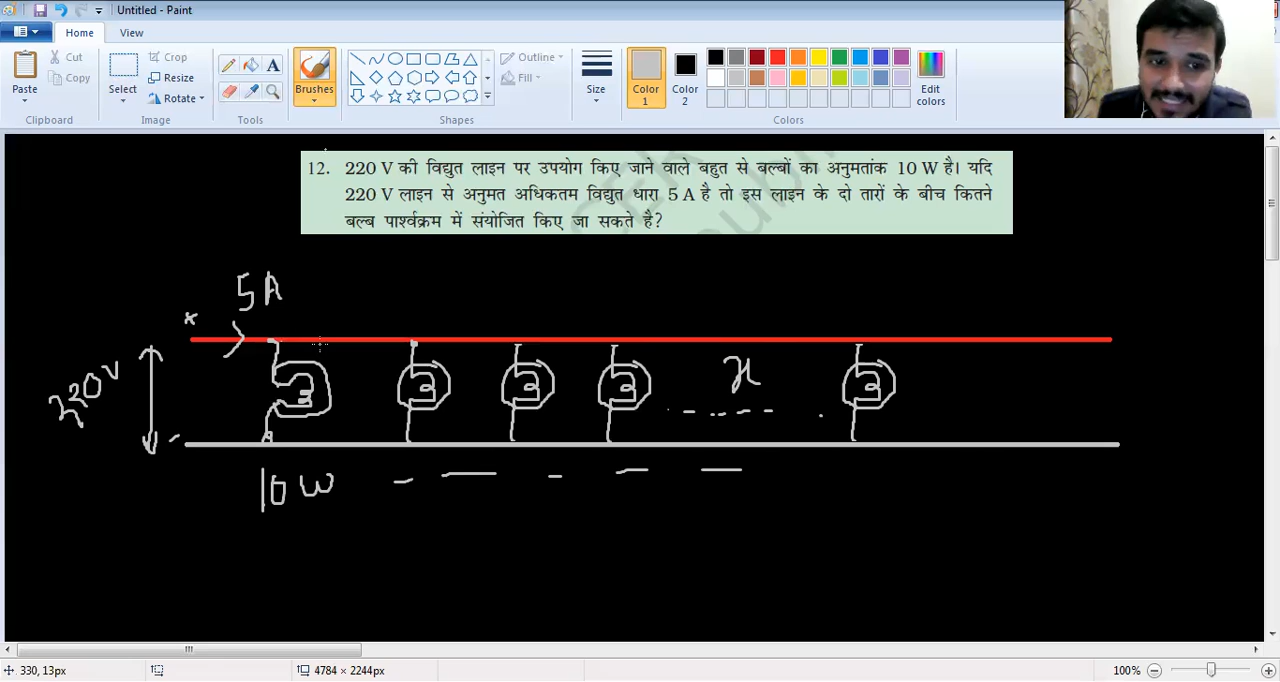 Untitled - Paint
Home View
Paste
Cut
Copy
Clipboard
Select
Crop
Resize
Rotate
Image
Tools
Brushes
Outline
Fill
Shapes
Size
Color 1
Color 2
Edit colors
Colors
12. 220 V की विद्युत लाइन पर उपयोग किए जाने वाले बहुत से बल्बों का अनुमतांक 10 W है। यदि
220 V लाइन से अनुमत अधिकतम विद्युत धारा 5 A है तो इस लाइन के दो तारों के बीच कितने
बल्ब पार्श्वक्रम में संयोजित किए जा सकते है?
5 A
220 V
x
10 W
330, 13px
4784 × 2244px
100%